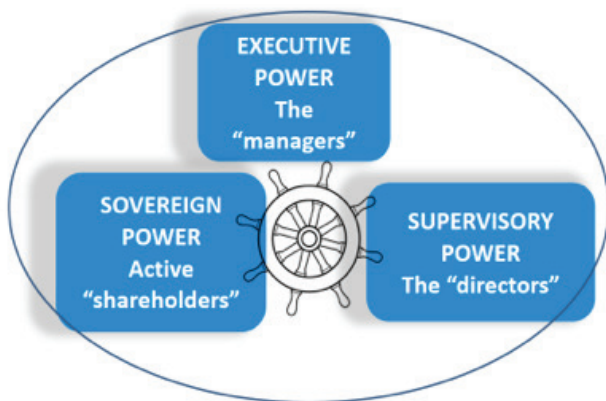 EXECUTIVE
POWER
The
“managers”
SOVEREIGN
POWER
Active
“shareholders”
SUPERVISORY
POWER
The “directors”